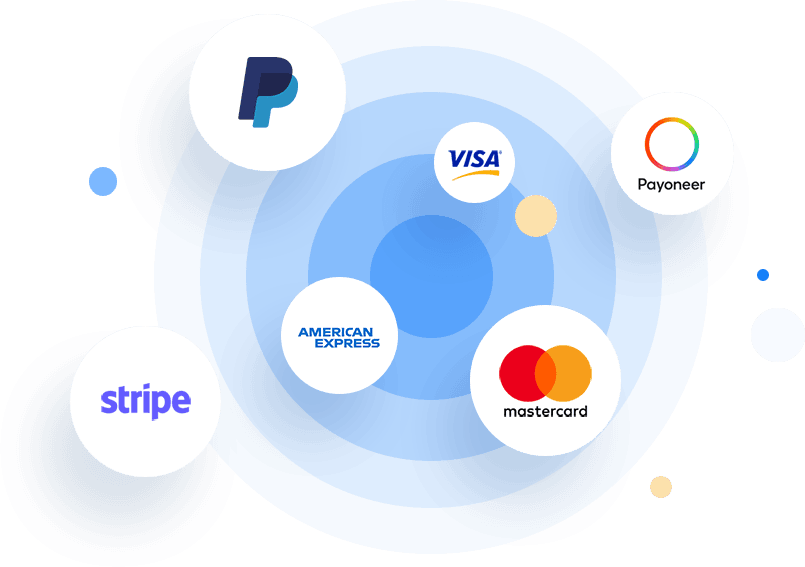 VISA
Payoneer
AMERICAN
EXPRESS
stripe
mastercard